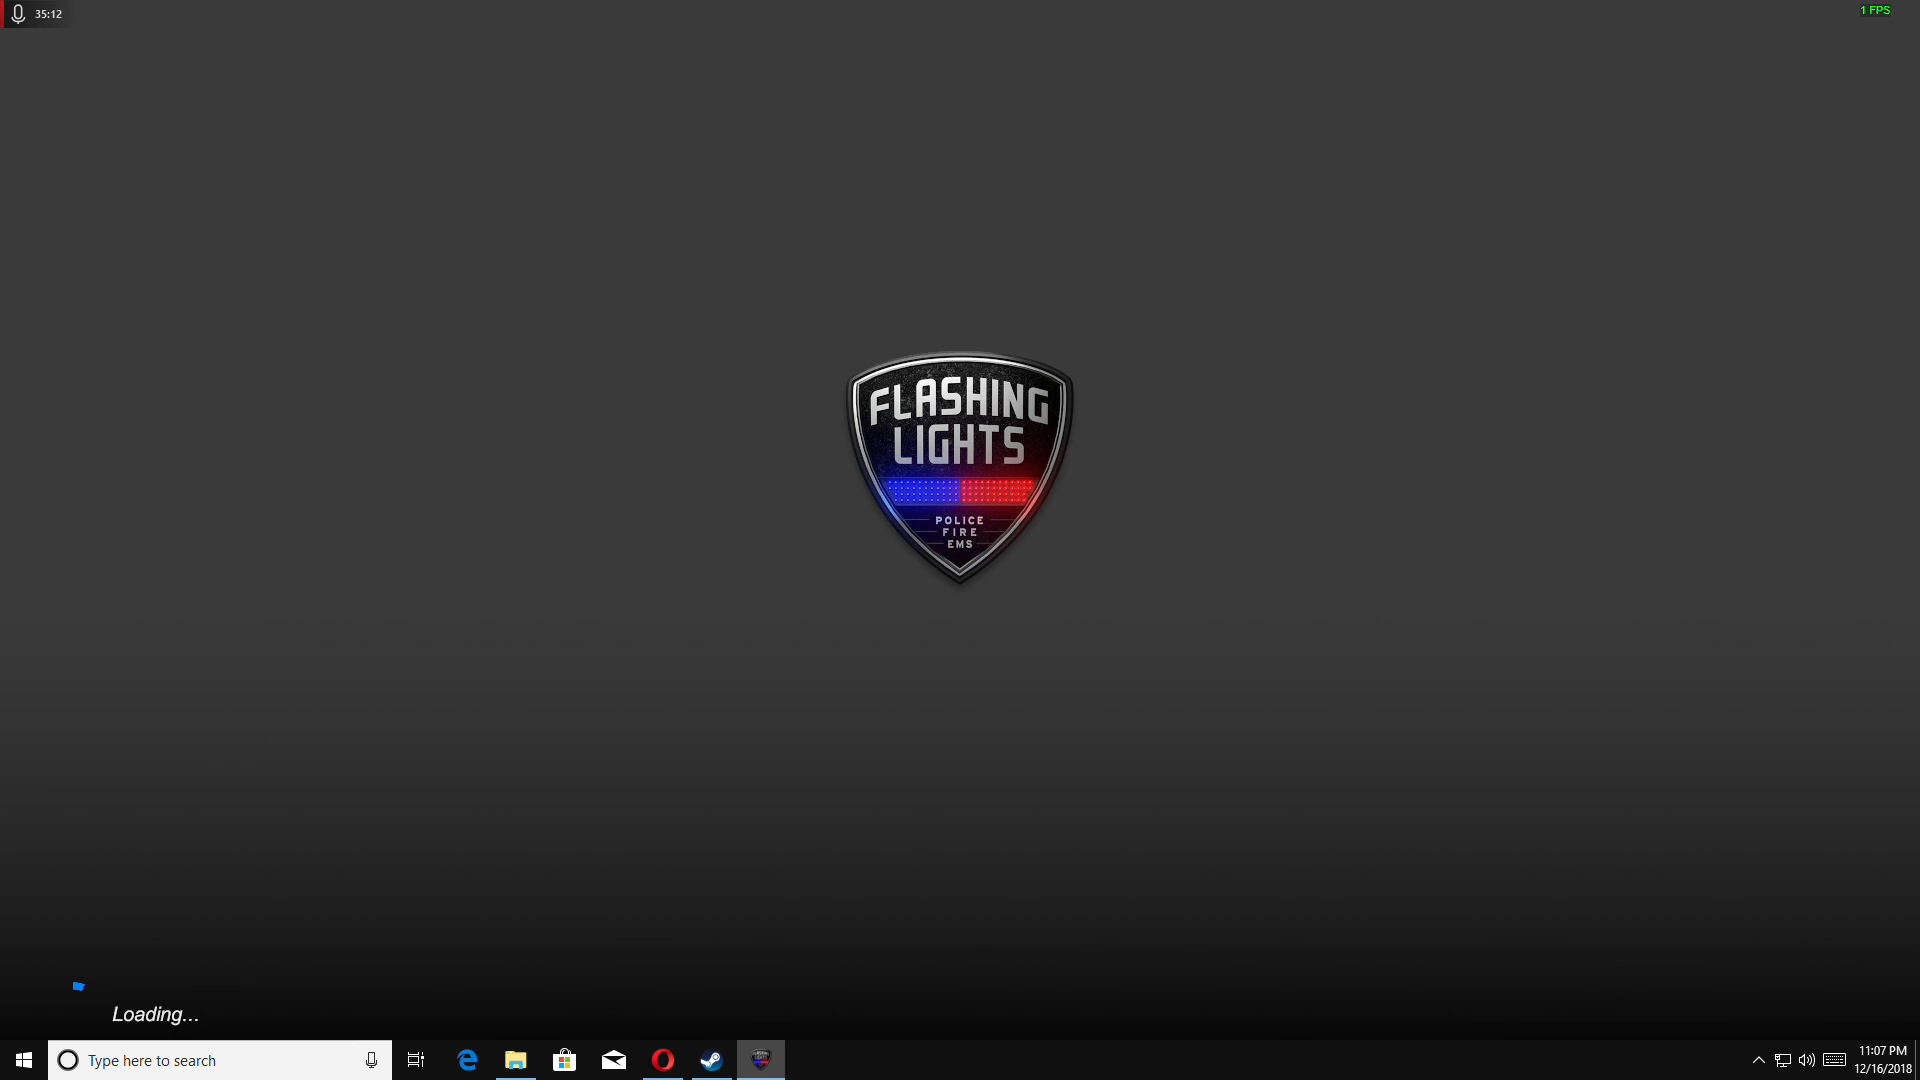 35:12
1 FPS
FLASHING
LIGHTS
POLICE
FIRE
EMS
Loading...
Type here to search
11:07 PM
12/16/2018